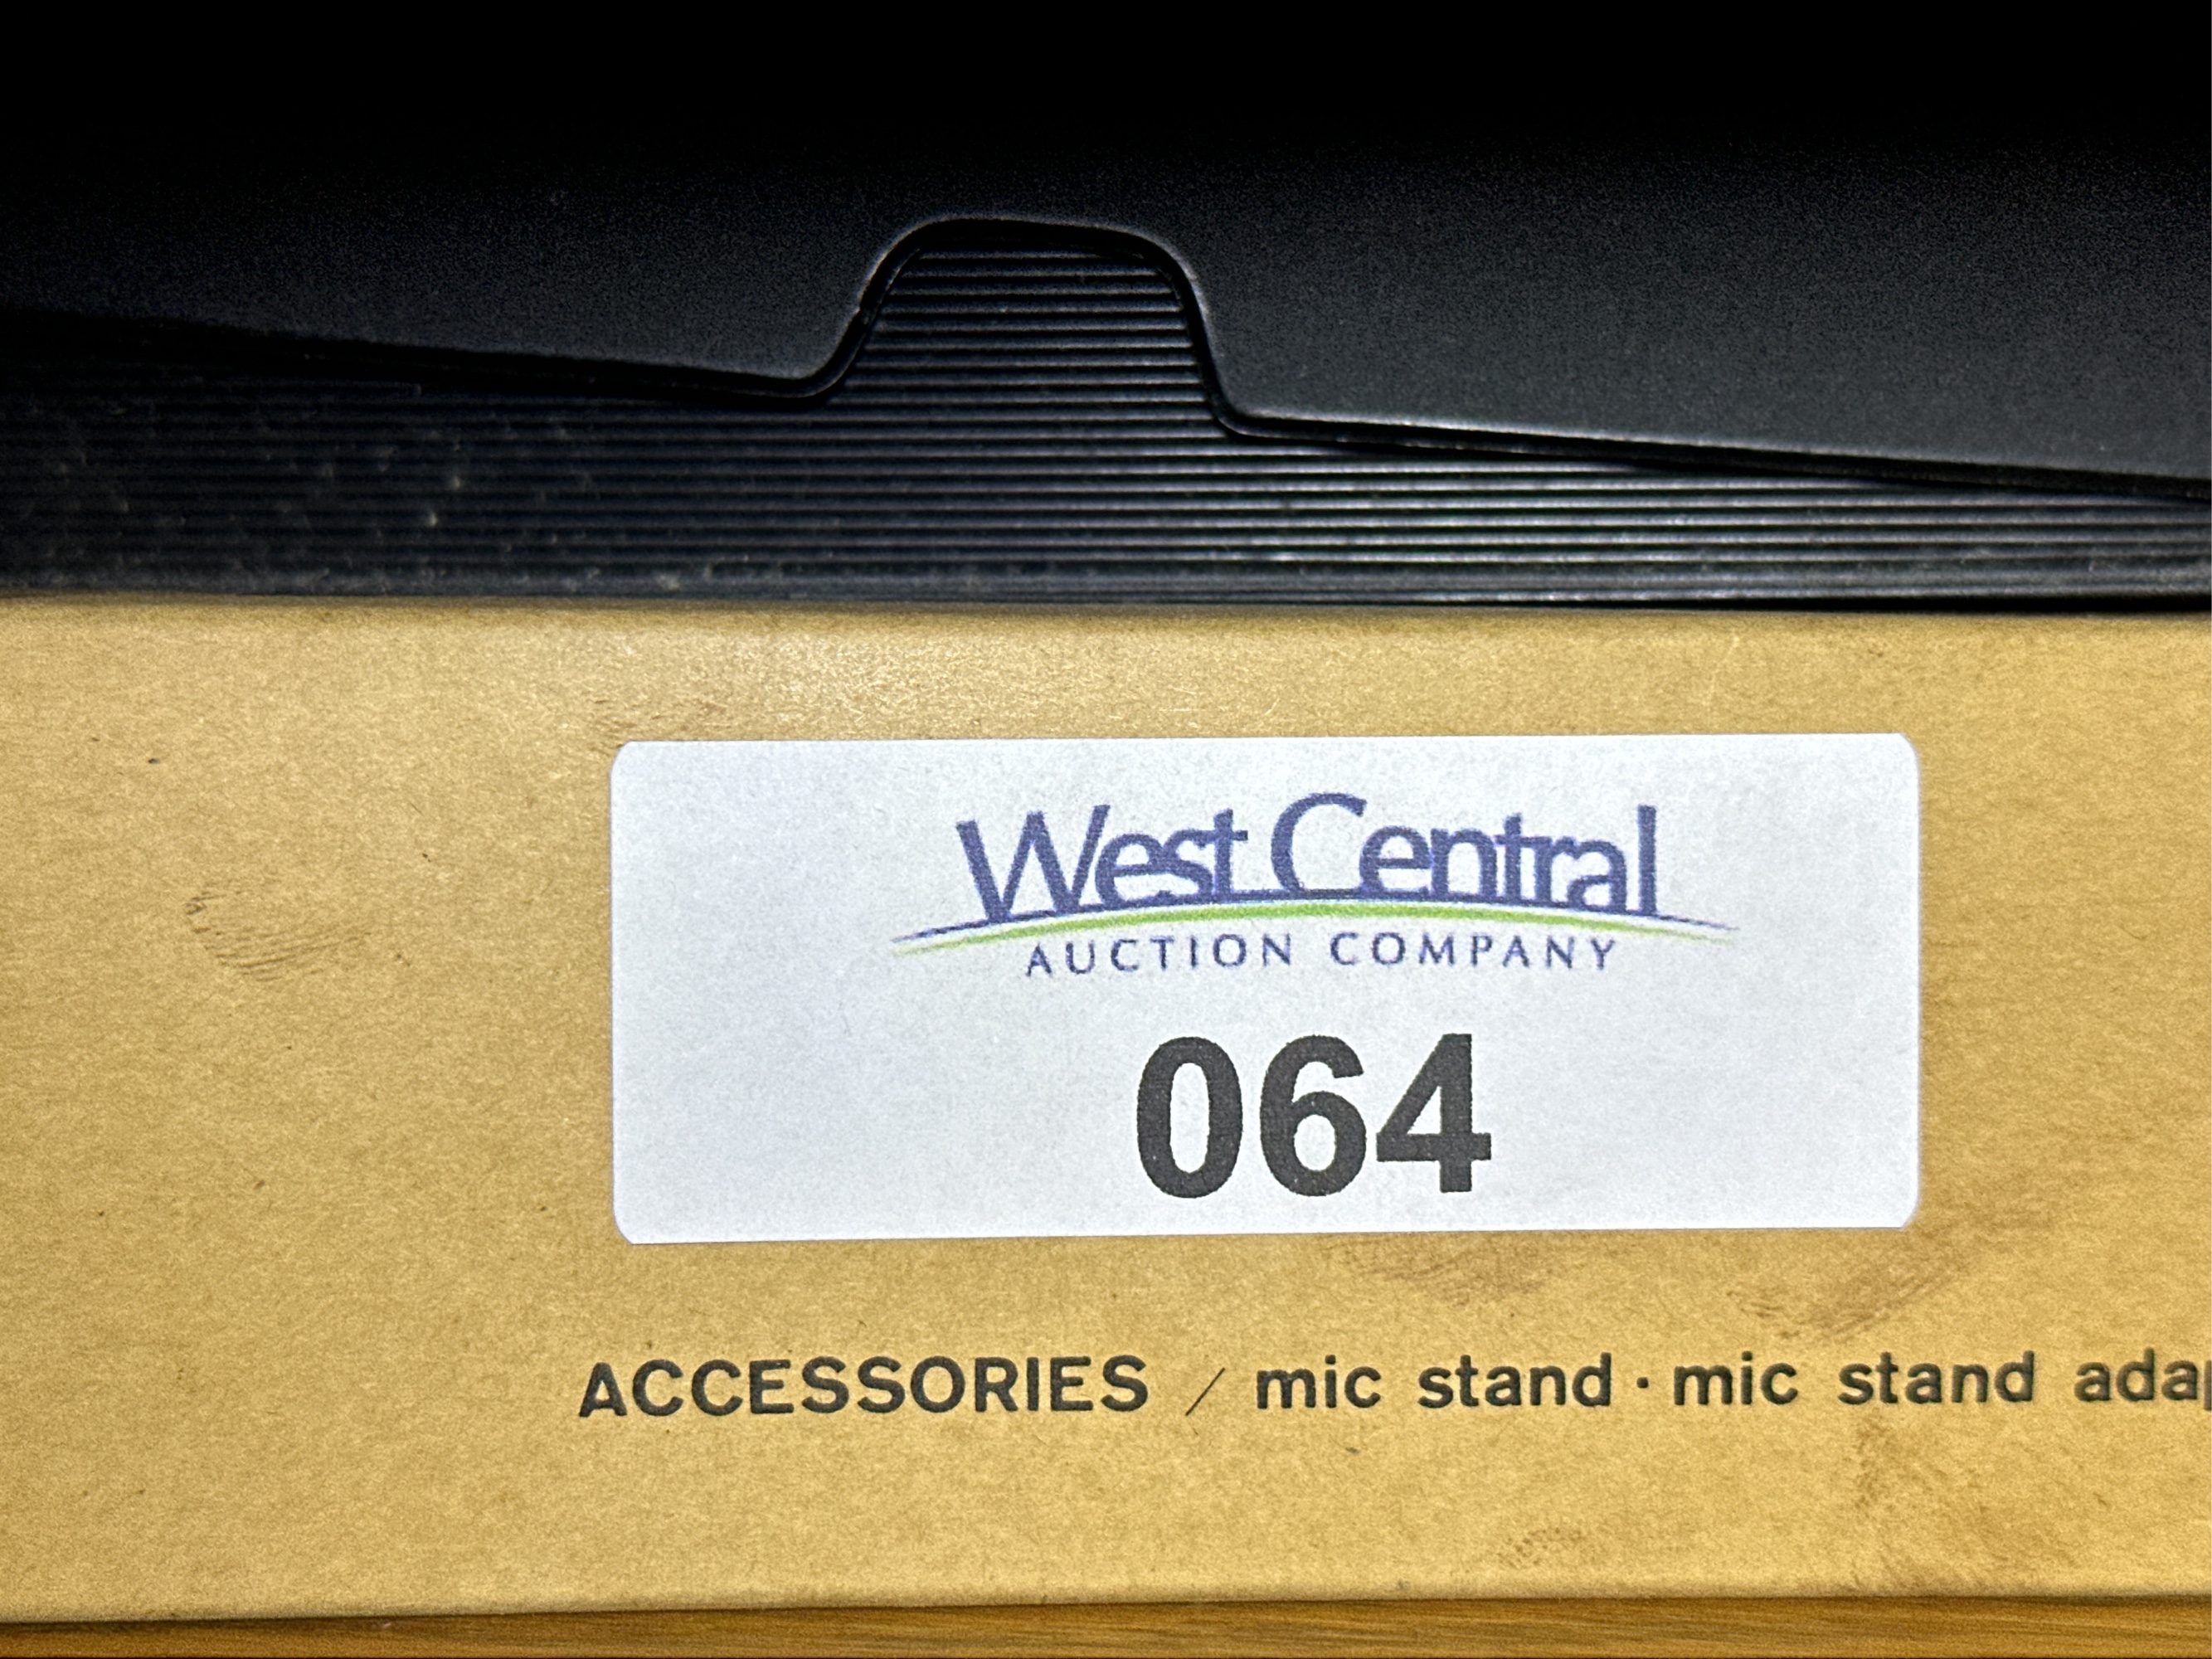 West Central
AUCTION COMPANY
064
ACCESSORIES / mic stand · mic stand